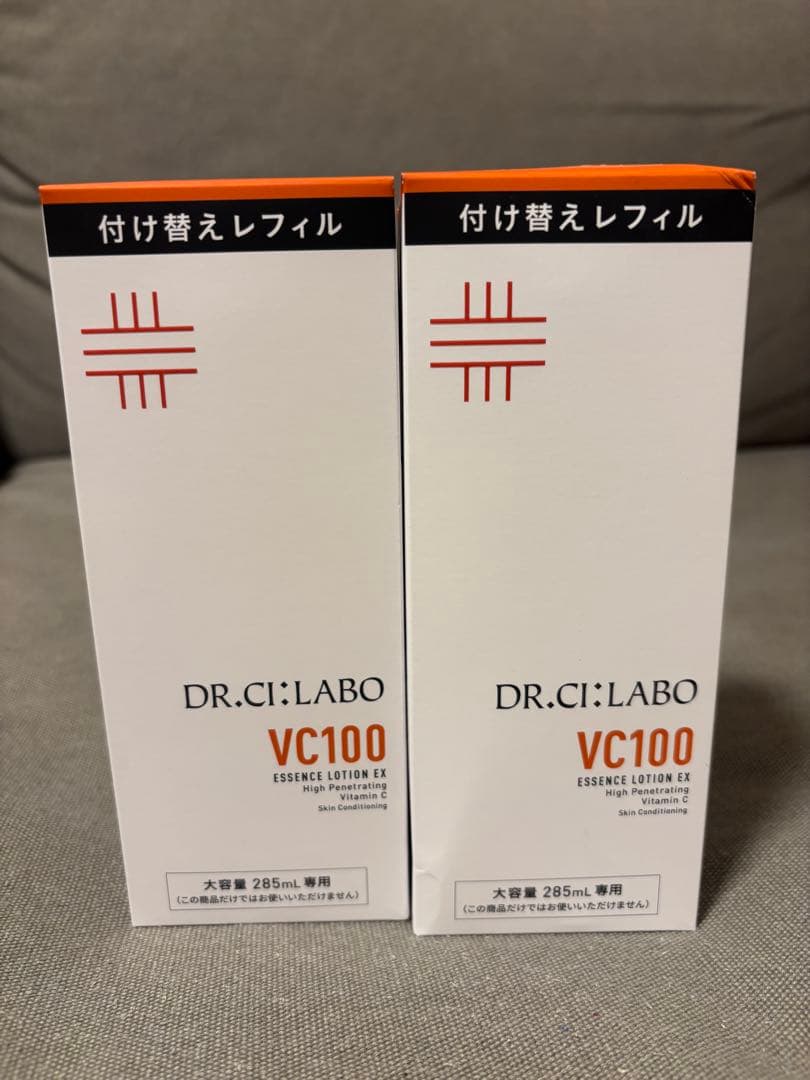 付け替えレフィル
DR.CI:LABO
VC100
ESSENCE LOTION EX
High Penetrating
Vitamin C
Skin Conditioning
大容量 285mL 専用
(この商品だけではお使いいただけません)
付け替えレフィル
DR.CI:LABO
VC100
ESSENCE LOTION EX
High Penetrating
Vitamin C
Skin Conditioning
大容量 285mL 専用
(この商品だけではお使いいただけません)